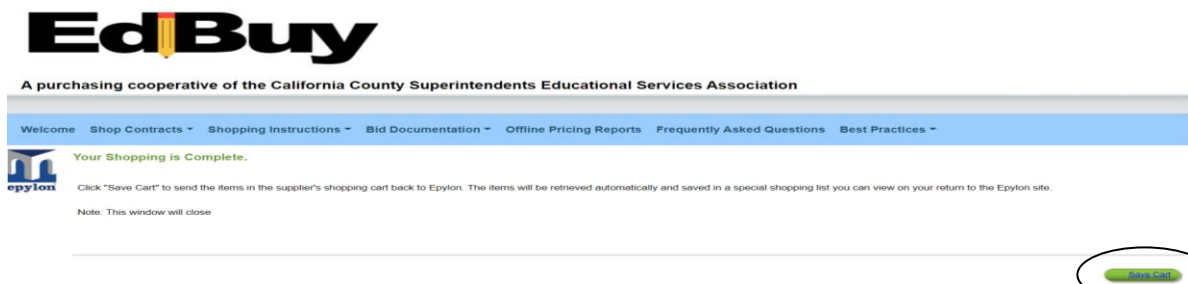 EdBuy
A purchasing cooperative of the California County Superintendents Educational Services Association
Welcome Shop Contracts Shopping Instructions Bid Documentation Offline Pricing Reports Frequently Asked Questions Best Practices
epylon
Your Shopping is Complete.
Click "Save Cart" to send the items in the supplier's shopping cart back to Epylon. The items will be retrieved automatically and saved in a special shopping list you can view on your return to the Epylon site.
Note: This window will close
Save Cart